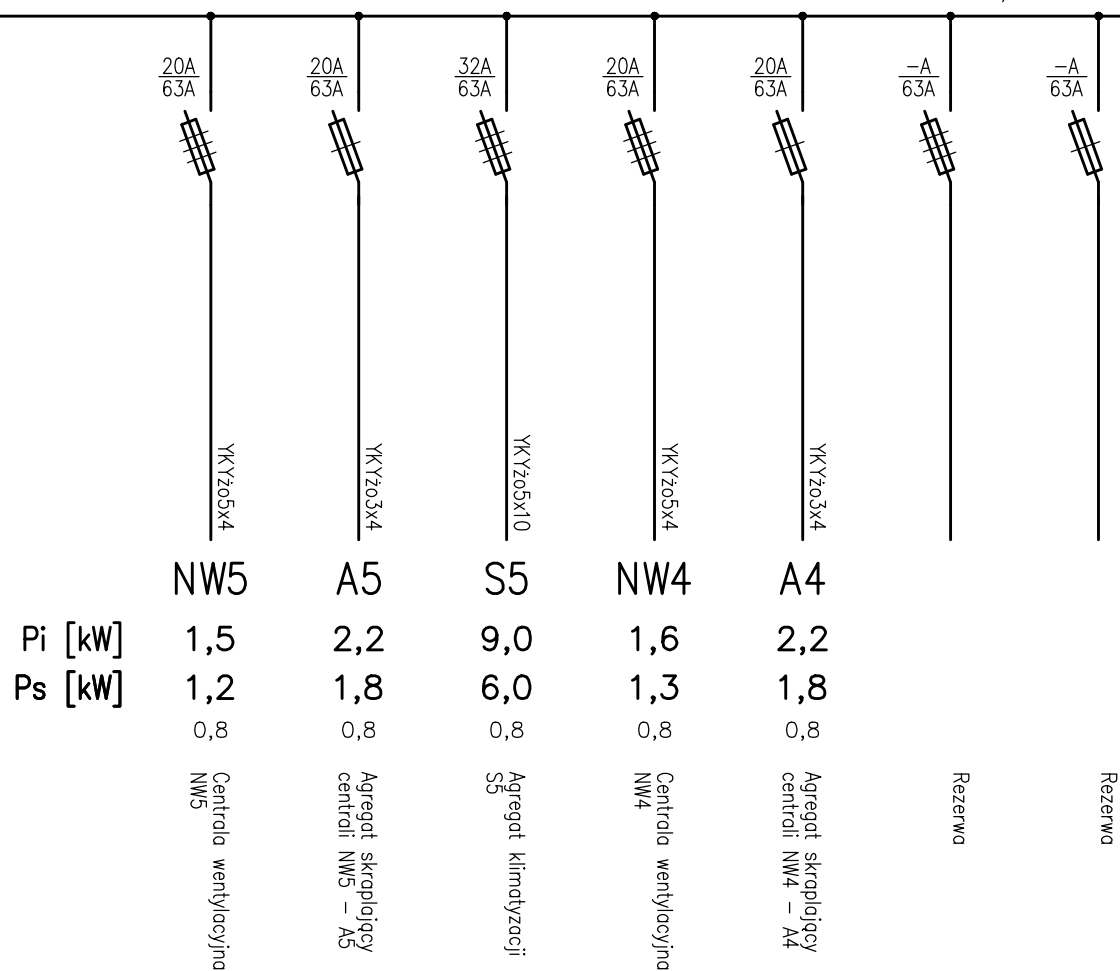 20A 20A 32A 20A 20A -A -A
63A 63A 63A 63A 63A 63A 63A
YKYżo5x4 YKYżo3x4 YKYżo5x10 YKYżo5x4 YKYżo3x4
NW5 A5 S5 NW4 A4
Pi [kW] 1,5 2,2 9,0 1,6 2,2
Ps [kW] 1,2 1,8 6,0 1,3 1,8
0,8 0,8 0,8 0,8 0,8
Centrala wentylacyjna
NW5
Agregat skraplający
centrali NW5 – A5
Agregat klimatyzacji
S5
Centrala wentylacyjna
NW4
Agregat skraplający
centrali NW4 – A4
Rezerwa
Rezerwa